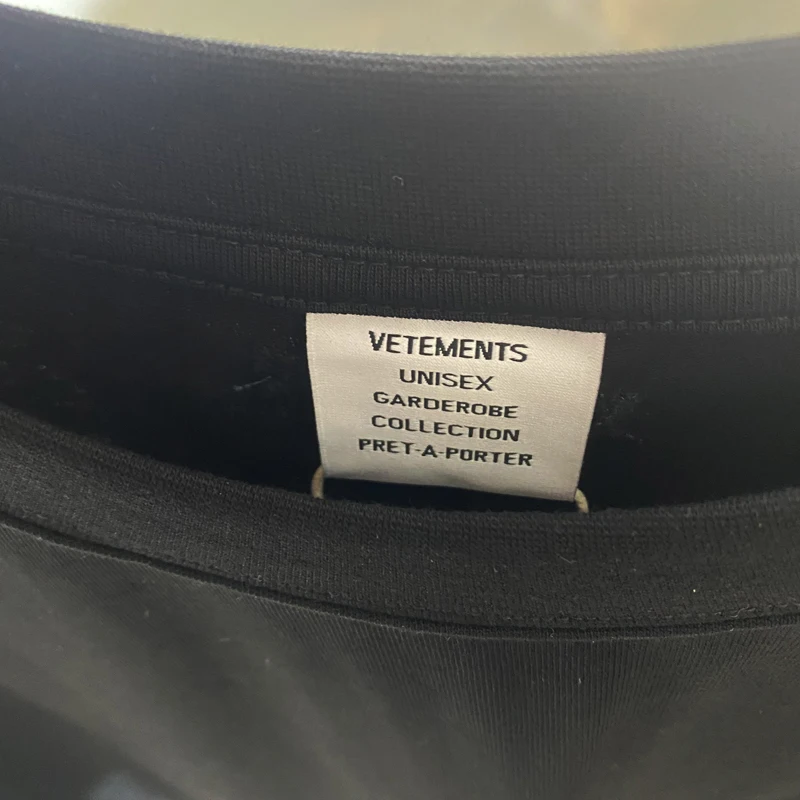 VETEMENTS
UNISEX
GARDEROBE
COLLECTION
PRET-A-PORTER